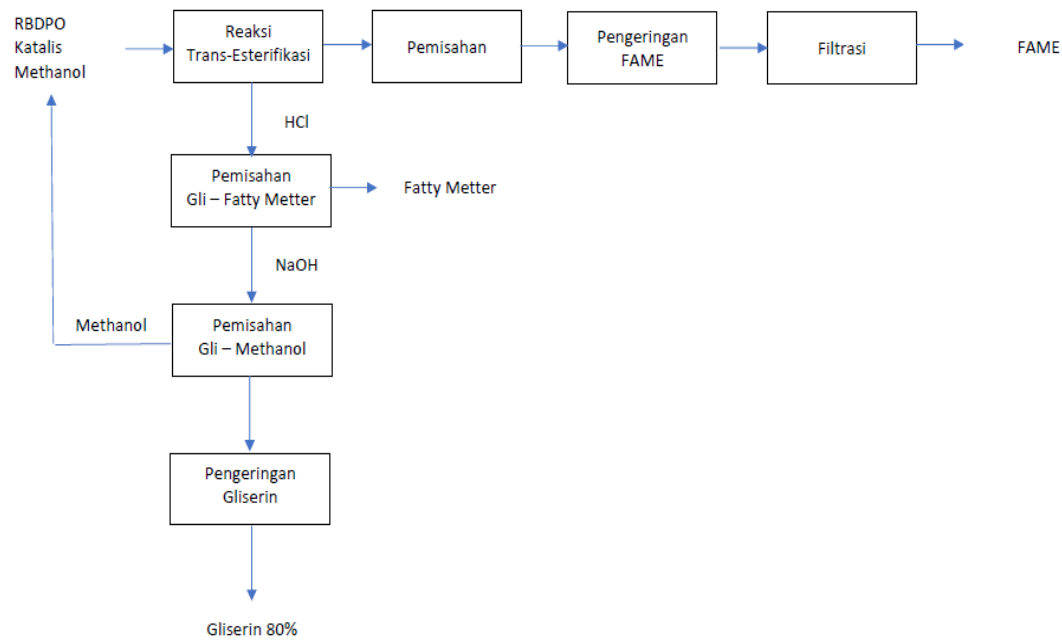 RBDPO
Katalis
Methanol
Reaksi
Trans-Esterifikasi
Pemisahan
Pengeringan
FAME
Filtrasi
FAME
HCl
Pemisahan
Gli – Fatty Metter
Fatty Metter
NaOH
Methanol
Pemisahan
Gli – Methanol
Pengeringan
Gliserin
Gliserin 80%